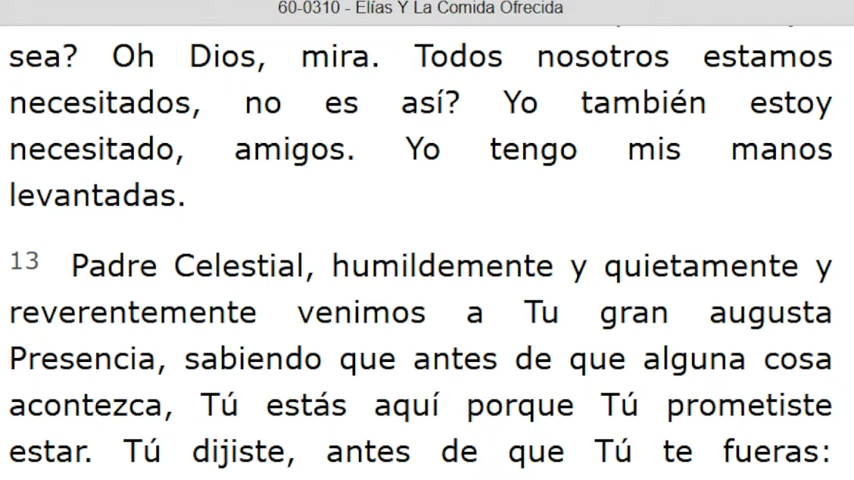 60-0310 - Elías Y La Comida Ofrecida
sea? Oh Dios, mira. Todos nosotros estamos
necesitados, no es así? Yo también estoy
necesitado, amigos. Yo tengo mis manos
levantadas.
13 Padre Celestial, humildemente y quietamente y
reverentemente venimos a Tu gran augusta
Presencia, sabiendo que antes de que alguna cosa
acontezca, Tú estás aquí porque Tú prometiste
estar. Tú dijiste, antes de que Tú te fueras: